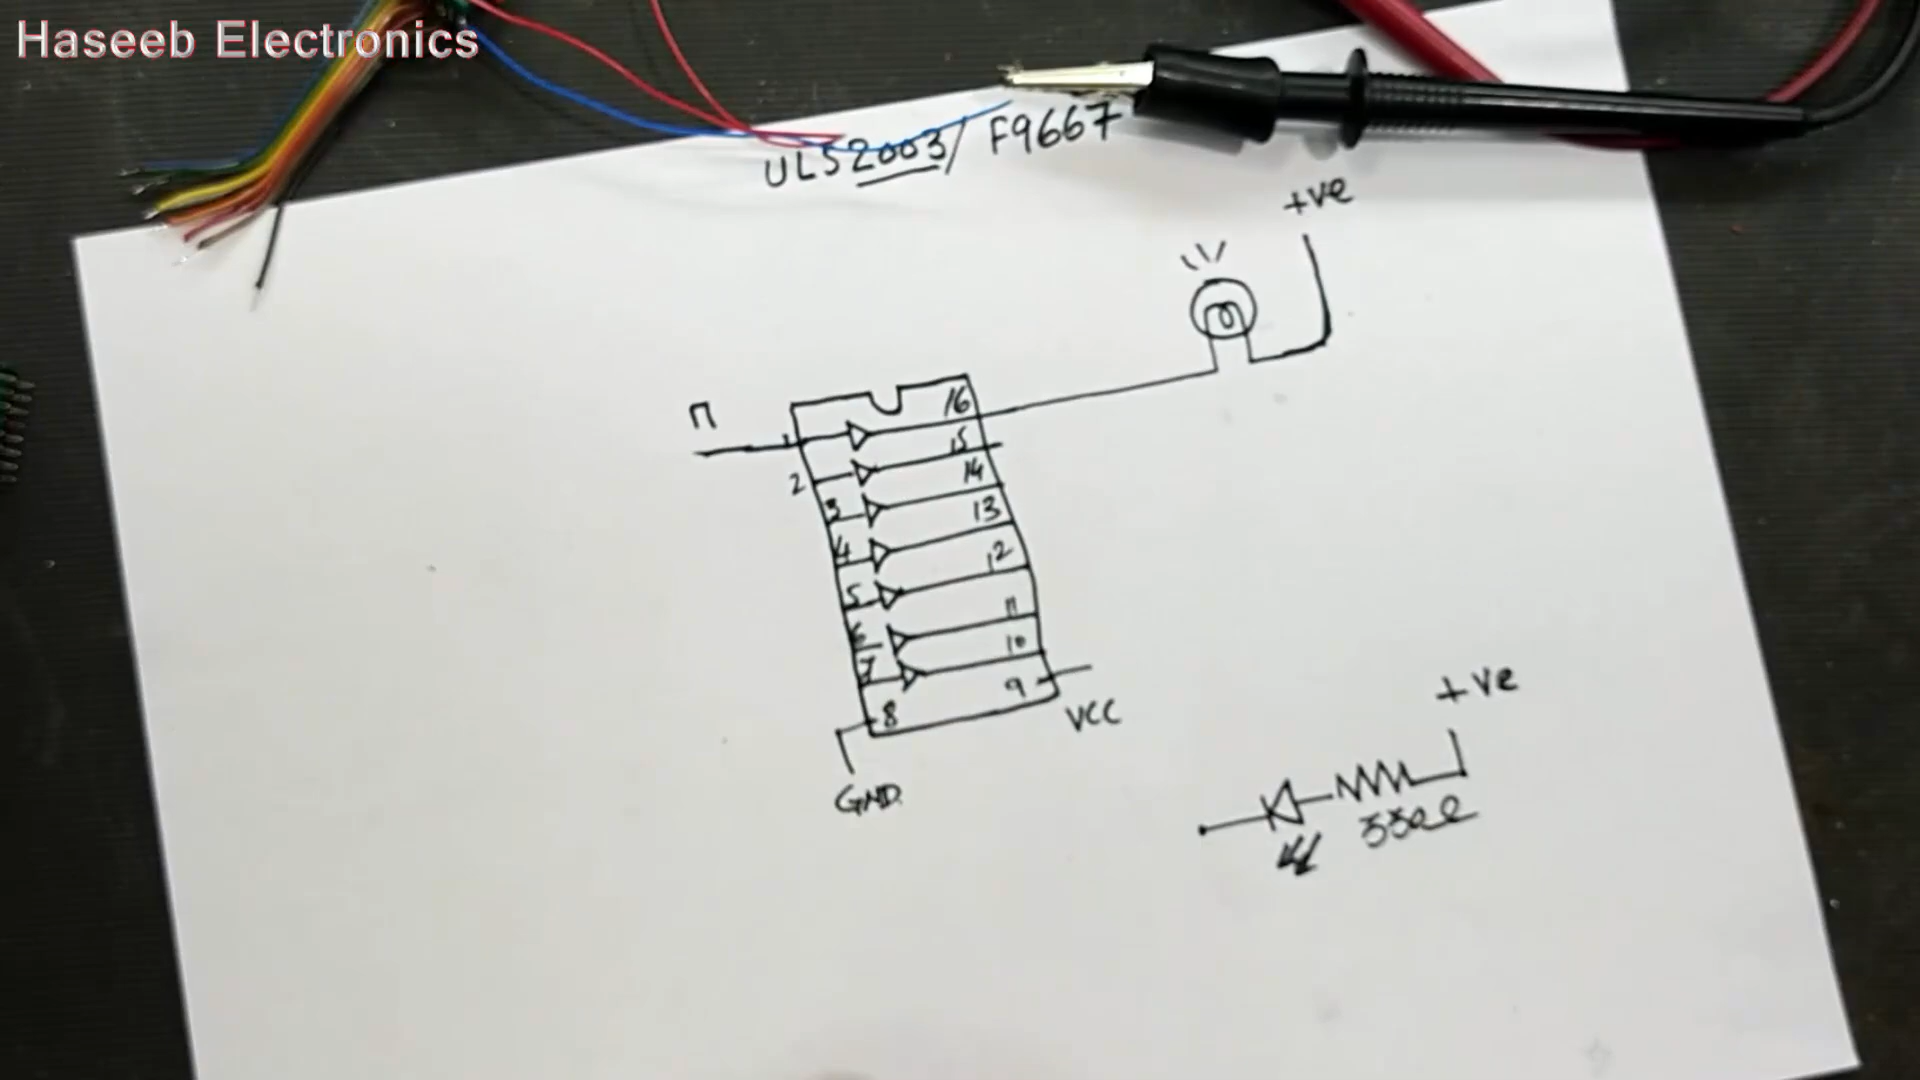 Haseeb Electronics
ULS2003/ F9667
+ve
16
1
15
2
14
3
13
4
12
5
11
6
10
7
9
8
VCC
GND
+ve
330Ω